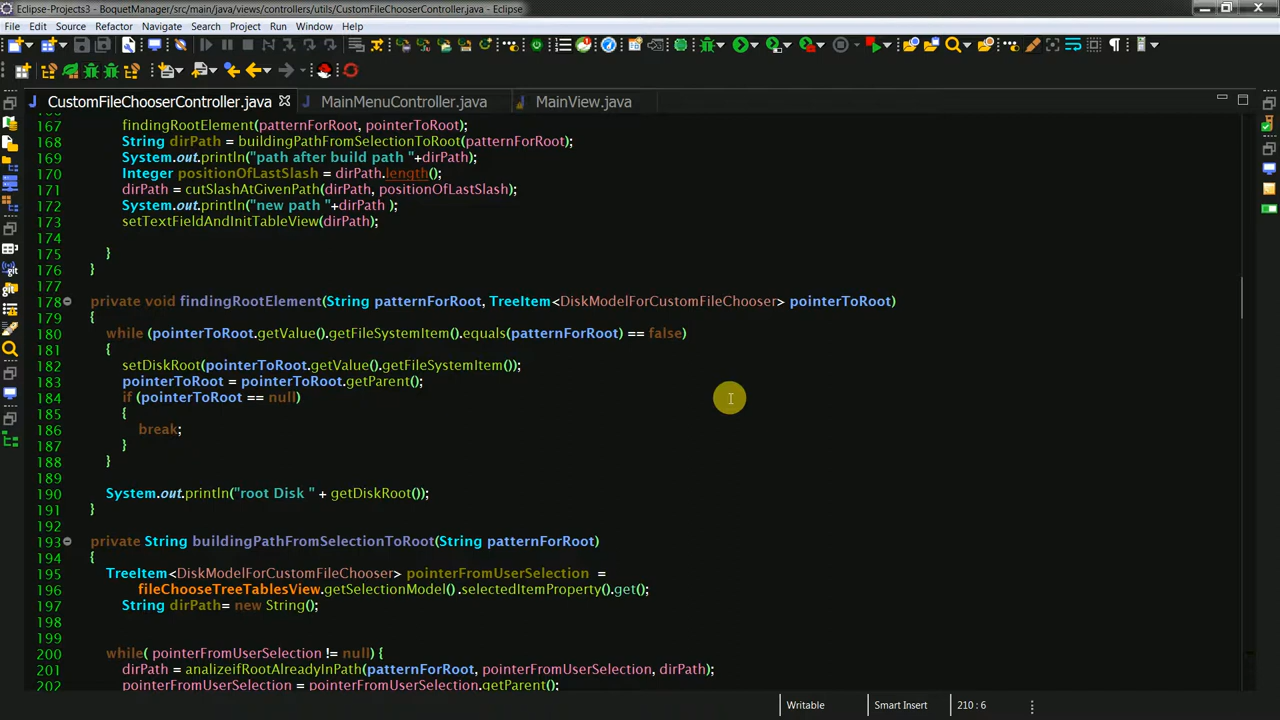 Eclipse-Projects3 - BoquetManager/src/main/java/views/controllers/utils/CustomFileChooserController.java - Eclipse
File Edit Source Refactor Navigate Search Project Run Window Help
CustomFileChooserController.java MainMenuController.java MainView.java
167 findingRootElement(patternForRoot, pointerToRoot);
168 String dirPath = buildingPathFromSelectionToRoot(patternForRoot);
169 System.out.println("path after build path "+dirPath);
170 Integer positionOfLastSlash = dirPath.length();
171 dirPath = cutSlashAtGivenPath(dirPath, positionOfLastSlash);
172 System.out.println("new path "+dirPath );
173 setTextFieldAndInitTableView(dirPath);
174
175 }
176 }
177
178 private void findingRootElement(String patternForRoot, TreeItem<DiskModelForCustomFileChooser> pointerToRoot)
179 {
180 while (pointerToRoot.getValue().getFileSystemItem().equals(patternForRoot) == false)
181 {
182 setDiskRoot(pointerToRoot.getValue().getFileSystemItem());
183 pointerToRoot = pointerToRoot.getParent();
184 if (pointerToRoot == null)
185 {
186 break;
187 }
188 }
189
190 System.out.println("root Disk " + getDiskRoot());
191 }
192
193 private String buildingPathFromSelectionToRoot(String patternForRoot)
194 {
195 TreeItem<DiskModelForCustomFileChooser> pointerFromUserSelection =
196 fileChooseTreeTablesView.getSelectionModel().selectedItemProperty().get();
197 String dirPath= new String();
198
199
200 while( pointerFromUserSelection != null) {
201 dirPath = analizeifRootAlreadyInPath(patternForRoot, pointerFromUserSelection, dirPath);
202 pointerFromUserSelection = pointerFromUserSelection.getParent();
Writable Smart Insert 210 : 6